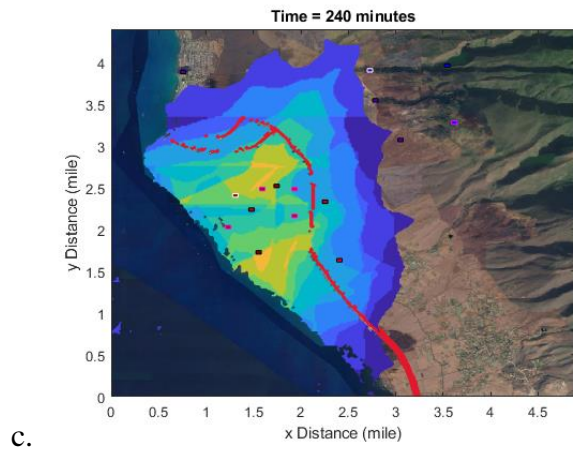 Time = 240 minutes
y Distance (mile)
4
3.5
3
2.5
2
1.5
1
0.5
0
0 0.5 1 1.5 2 2.5 3 3.5 4 4.5
x Distance (mile)
c.